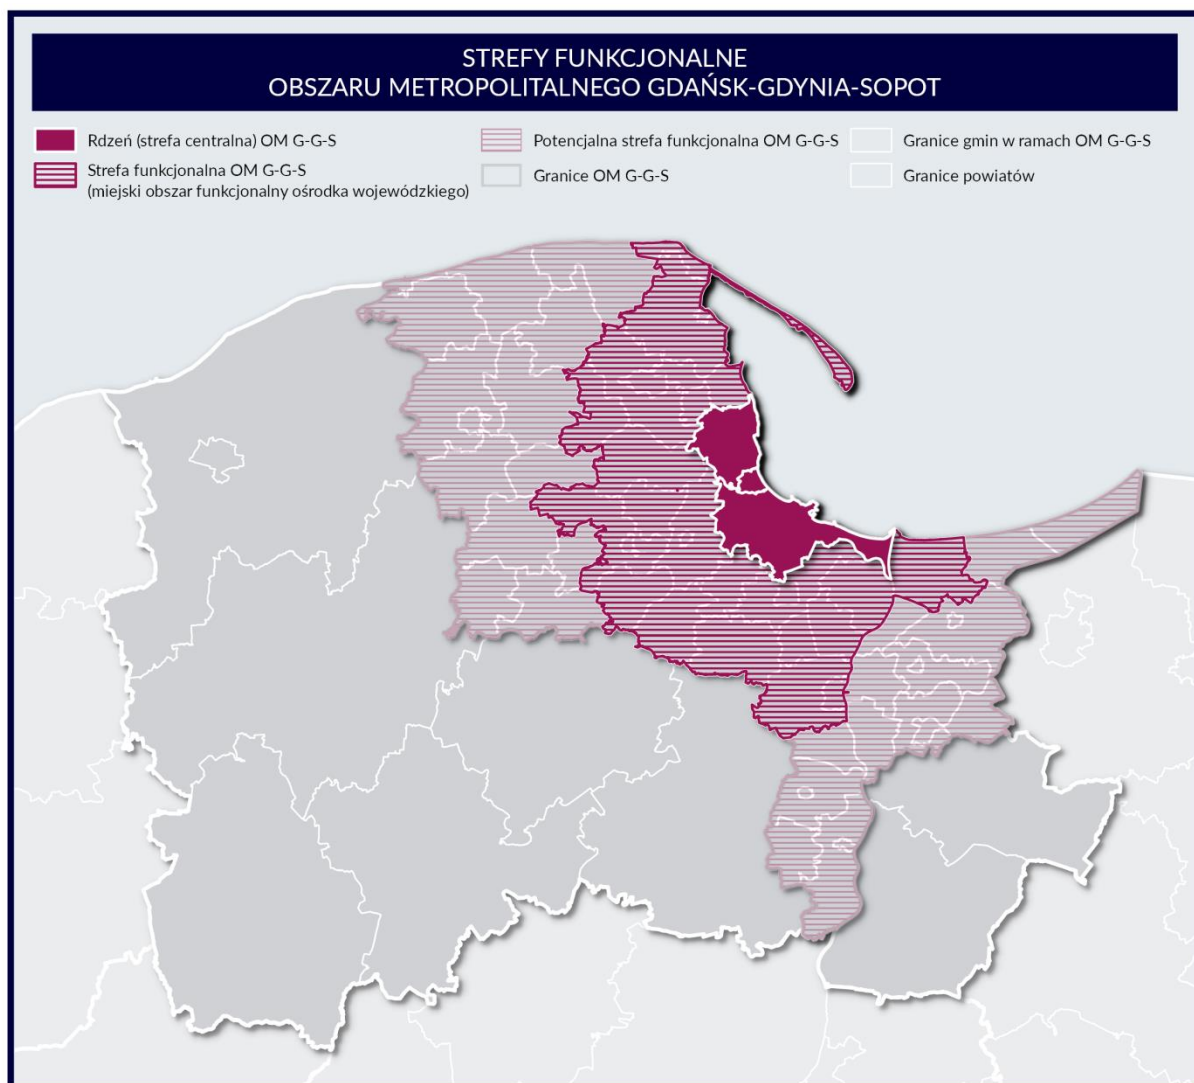 STREFY FUNKCJONALNE
OBSZARU METROPOLITALNEGO GDAŃSK-GDYNIA-SOPOT
Rdzeń (strefa centralna) OM G-G-S
Strefa funkcjonalna OM G-G-S
(miejski obszar funkcjonalny ośrodka wojewódzkiego)
Potencjalna strefa funkcjonalna OM G-G-S
Granice OM G-G-S
Granice gmin w ramach OM G-G-S
Granice powiatów